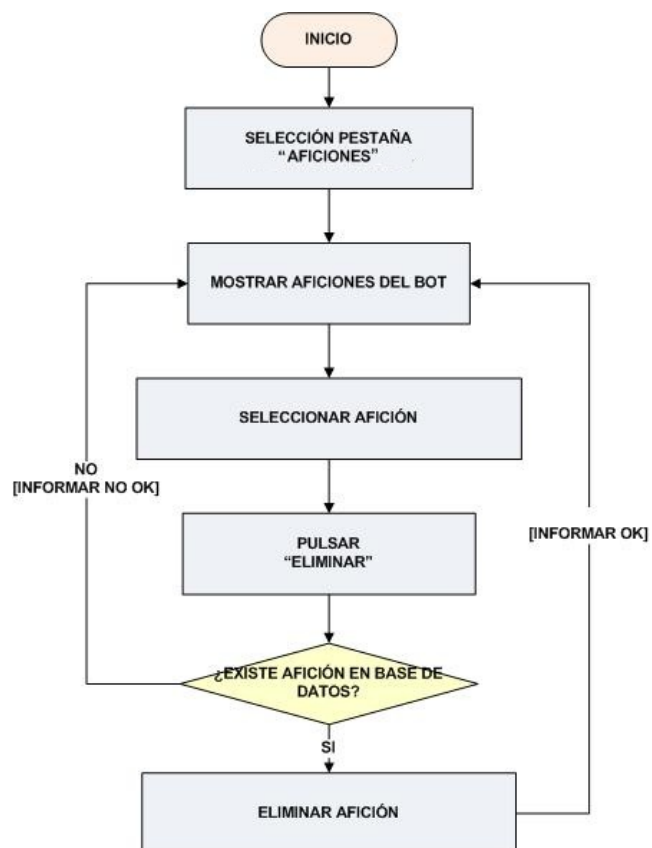 INICIO
SELECCIÓN PESTAÑA
“AFICIONES”
MOSTRAR AFICIONES DEL BOT
SELECCIONAR AFICIÓN
NO
[INFORMAR NO OK]
PULSAR
“ELIMINAR”
[INFORMAR OK]
¿EXISTE AFICIÓN EN BASE DE
DATOS?
SI
ELIMINAR AFICIÓN